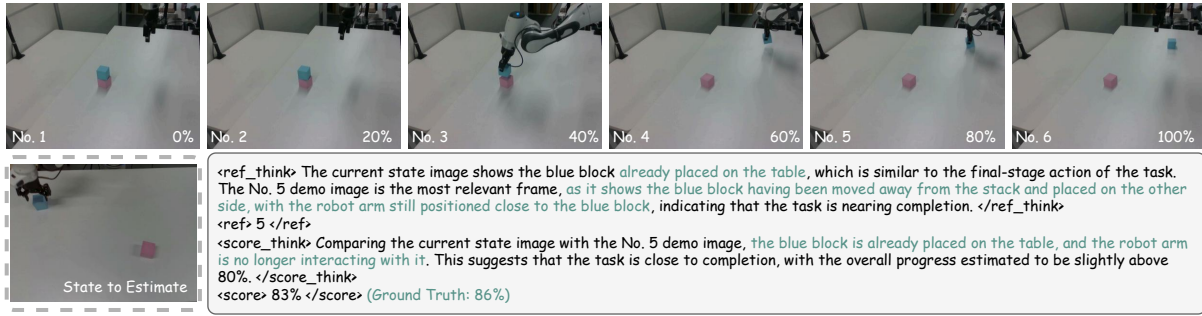 No. 1 0%
No. 2 20%
No. 3 40%
No. 4 60%
No. 5 80%
No. 6 100%
State to Estimate
<ref_think> The current state image shows the blue block already placed on the table, which is similar to the final-stage action of the task.
The No. 5 demo image is the most relevant frame, as it shows the blue block having been moved away from the stack and placed on the other
side, with the robot arm still positioned close to the blue block, indicating that the task is nearing completion. </ref_think>
<ref> 5 </ref>
<score_think> Comparing the current state image with the No. 5 demo image, the blue block is already placed on the table, and the robot arm
is no longer interacting with it. This suggests that the task is close to completion, with the overall progress estimated to be slightly above
80%. </score_think>
<score> 83% </score> (Ground Truth: 86%)